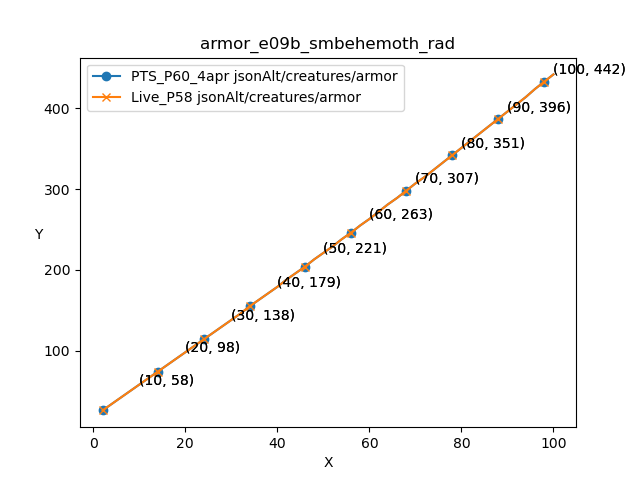 armor_e09b_smbehemoth_rad
PTS_P60_4apr jsonAlt/creatures/armor
Live_P58 jsonAlt/creatures/armor
(100, 442)
(90, 396)
(80, 351)
(70, 307)
(60, 263)
(50, 221)
(40, 179)
(30, 138)
(20, 98)
(10, 58)
400
300
200
100
Y
0 20 40 60 80 100
X